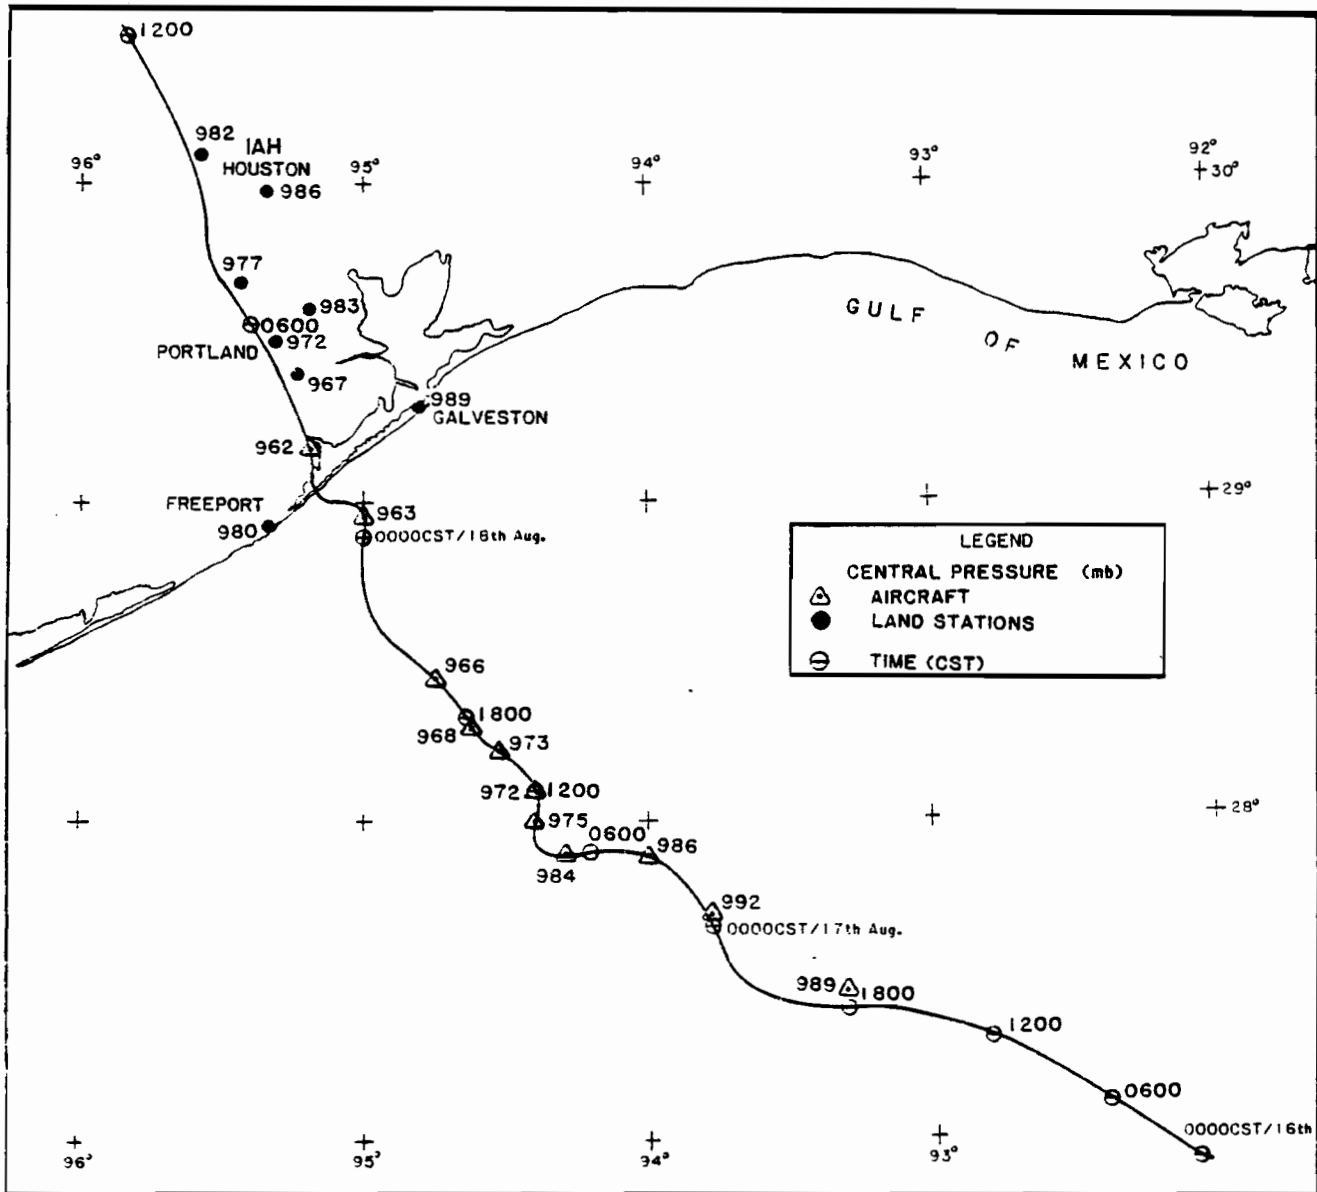 1200
982
IAH
HOUSTON
986
96°
95°
94°
93°
92°
30°
977
983
0600
972
PORTLAND
967
GULF
OF
MEXICO
989
GALVESTON
962
FREEPORT
980
963
0000CST/18th Aug.
29°
LEGEND
CENTRAL PRESSURE (mb)
AIRCRAFT
LAND STATIONS
TIME (CST)
966
1800
968
973
972
1200
975
28°
0600
984
986
992
0000CST/17th Aug.
989
1800
1200
0600
0000CST/16th
96°
95°
94°
93°